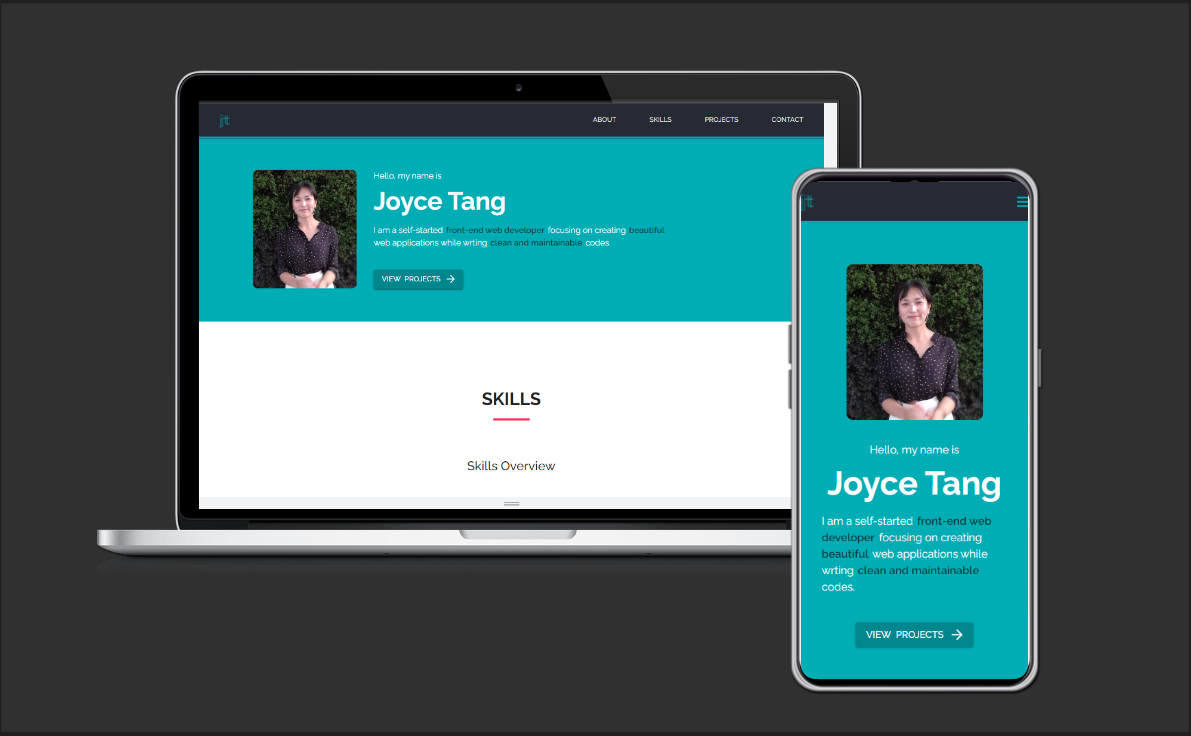 jt
ABOUT SKILLS PROJECTS CONTACT
Hello, my name is
Joyce Tang
I am a self-started front-end web developer focusing on creating beautiful
web applications while wrting clean and maintainable codes
VIEW PROJECTS
SKILLS
Skills Overview
jt
Hello, my name is
Joyce Tang
I am a self-started front-end web
developer focusing on creating
beautiful web applications while
wrting clean and maintainable
codes.
VIEW PROJECTS